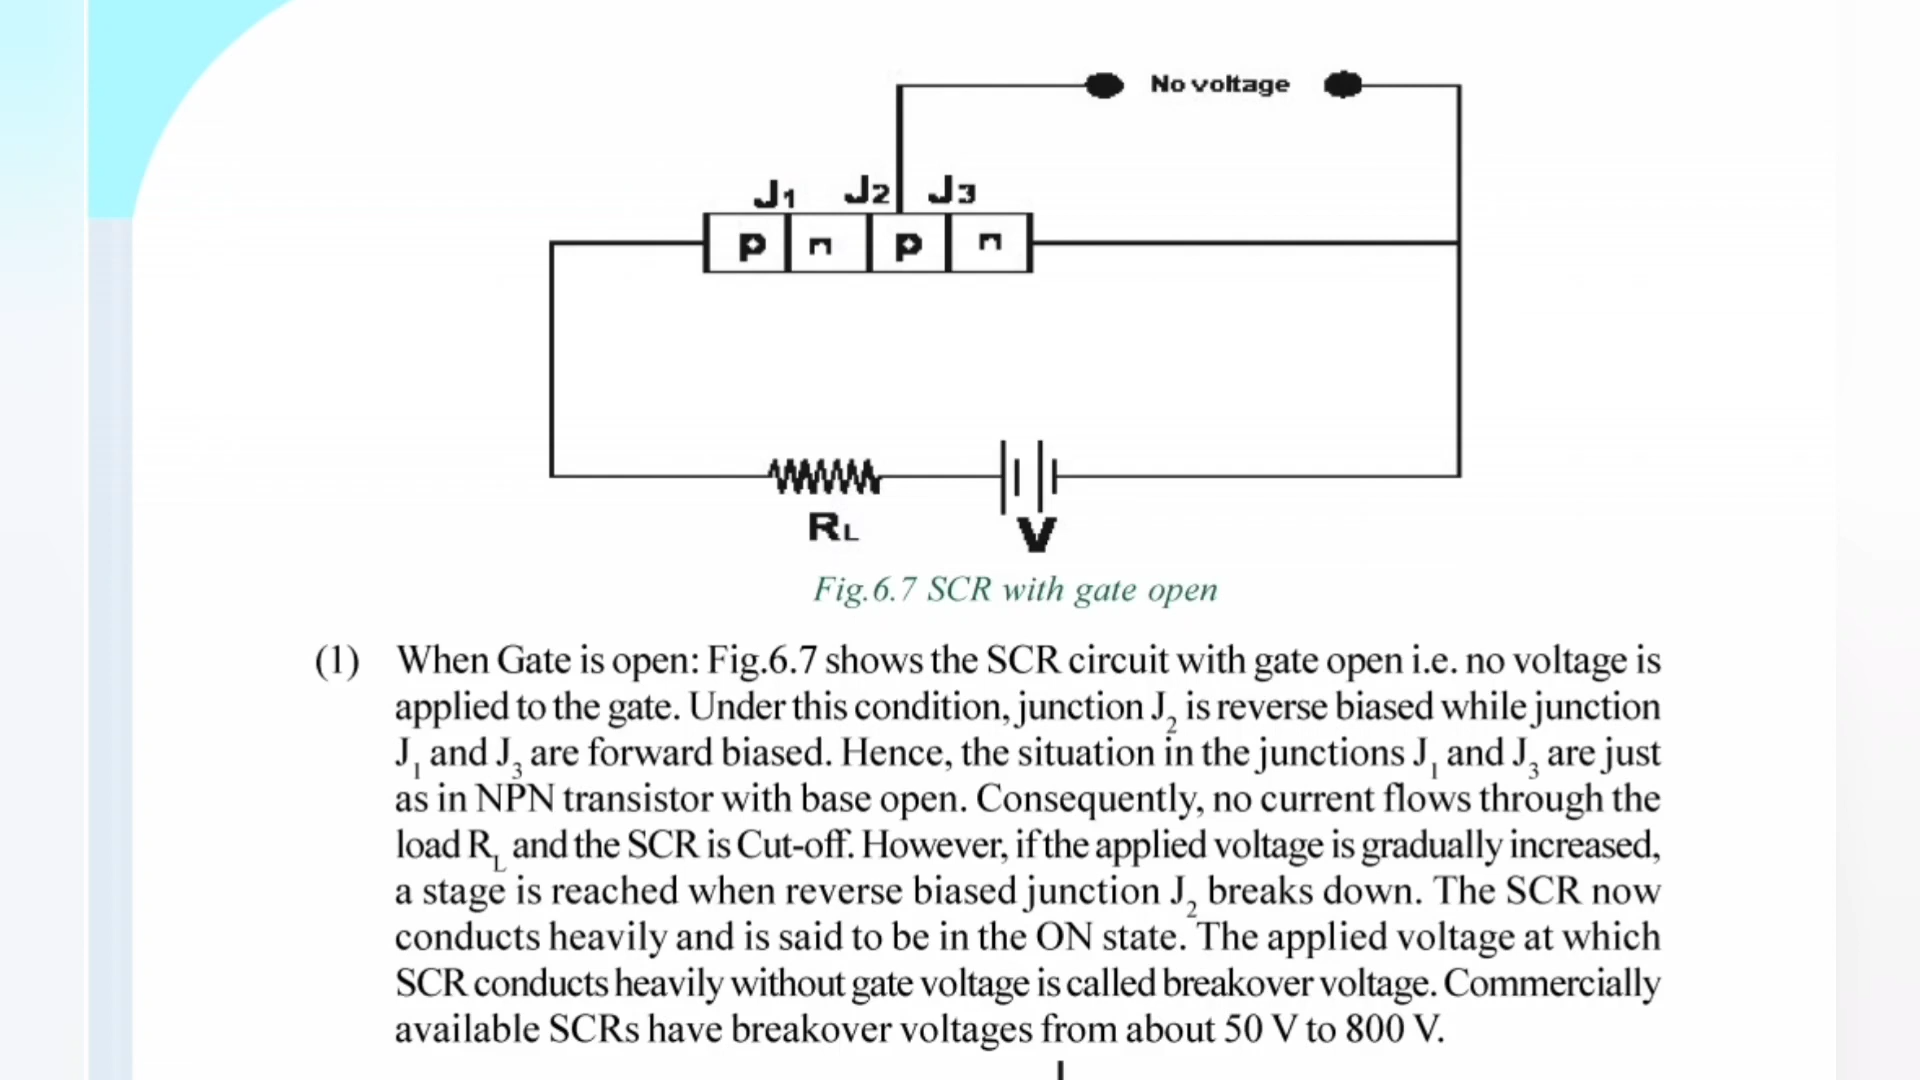 No voltage
J1 J2 J3
p n p n
RL
V
Fig.6.7 SCR with gate open
(1) When Gate is open: Fig.6.7 shows the SCR circuit with gate open i.e. no voltage is
applied to the gate. Under this condition, junction J2 is reverse biased while junction
J1 and J3 are forward biased. Hence, the situation in the junctions J1 and J3 are just
as in NPN transistor with base open. Consequently, no current flows through the
load RL and the SCR is Cut-off. However, if the applied voltage is gradually increased,
a stage is reached when reverse biased junction J2 breaks down. The SCR now
conducts heavily and is said to be in the ON state. The applied voltage at which
SCR conducts heavily without gate voltage is called breakover voltage. Commercially
available SCRs have breakover voltages from about 50 V to 800 V.